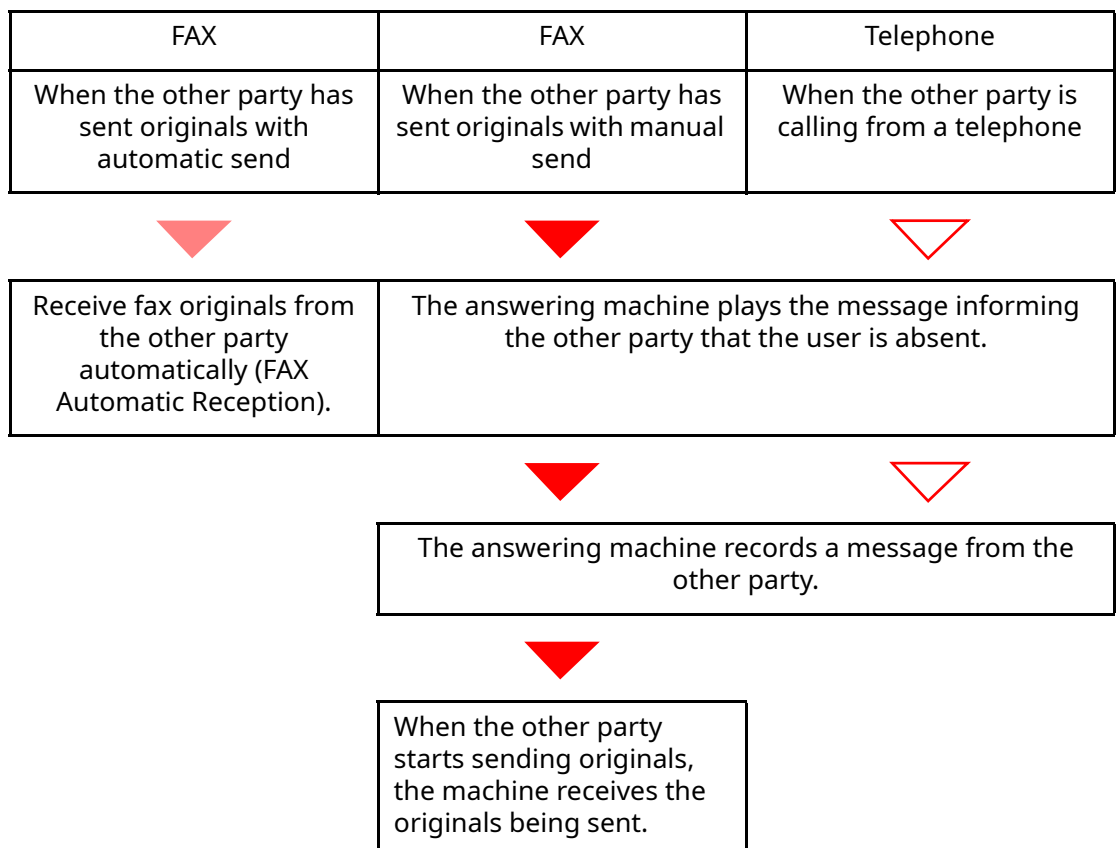 FAX
FAX
Telephone
When the other party has
sent originals with
automatic send
When the other party has
sent originals with manual
send
When the other party is
calling from a telephone
Receive fax originals from
the other party
automatically (FAX
Automatic Reception).
The answering machine plays the message informing
the other party that the user is absent.
The answering machine records a message from the
other party.
When the other party
starts sending originals,
the machine receives the
originals being sent.